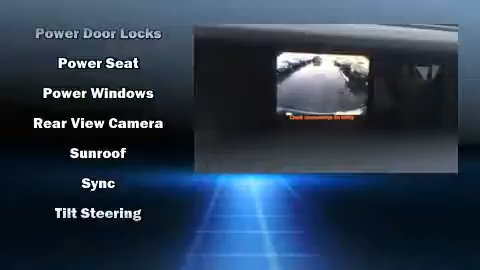 Power Door Locks
Power Seat
Power Windows
Rear View Camera
Sunroof
Sync
Tilt Steering